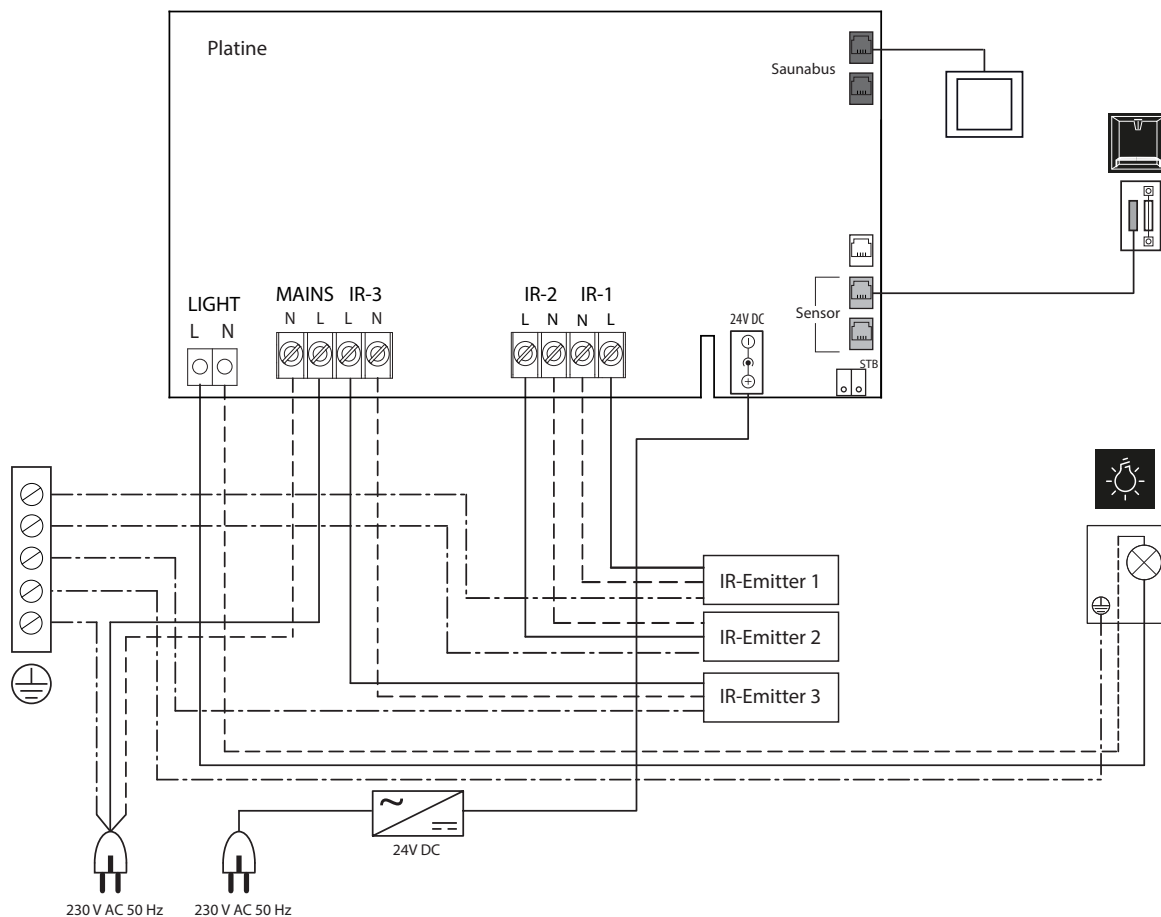 Platine
Saunabus
LIGHT
L N
MAINS IR-3
N L L N
IR-2 IR-1
L N N L
24V DC
Sensor
STB
IR-Emitter 1
IR-Emitter 2
IR-Emitter 3
24V DC
230 V AC 50 Hz 230 V AC 50 Hz